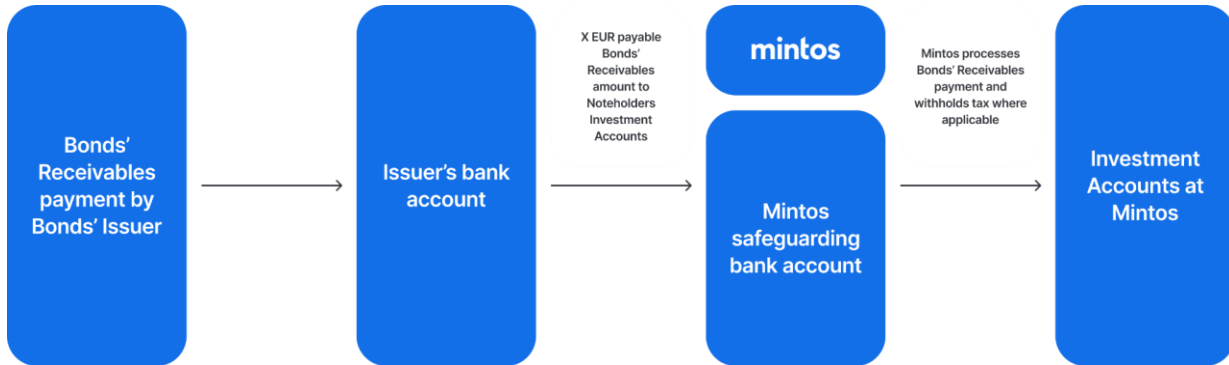 Bonds’
Receivables
payment by
Bonds’ Issuer
Issuer’s bank
account
X EUR payable
Bonds’
Receivables
amount to
Noteholders
Investment
Accounts
mintos
Mintos
safeguarding
bank account
Mintos processes
Bonds’ Receivables
payment and
withholds tax where
applicable
Investment
Accounts at
Mintos